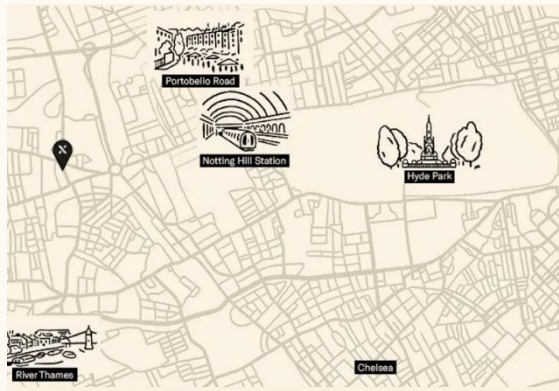 Portobello Road
Notting Hill Station
X
Hyde Park
Chelsea
River Thames